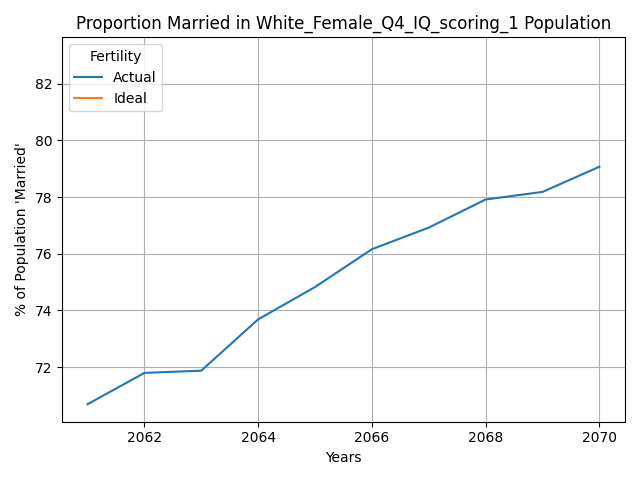 Proportion Married in White_Female_Q4_IQ_scoring_1 Population
Fertility
Actual
Ideal
% of Population 'Married'
82
80
78
76
74
72
2062 2064 2066 2068 2070
Years